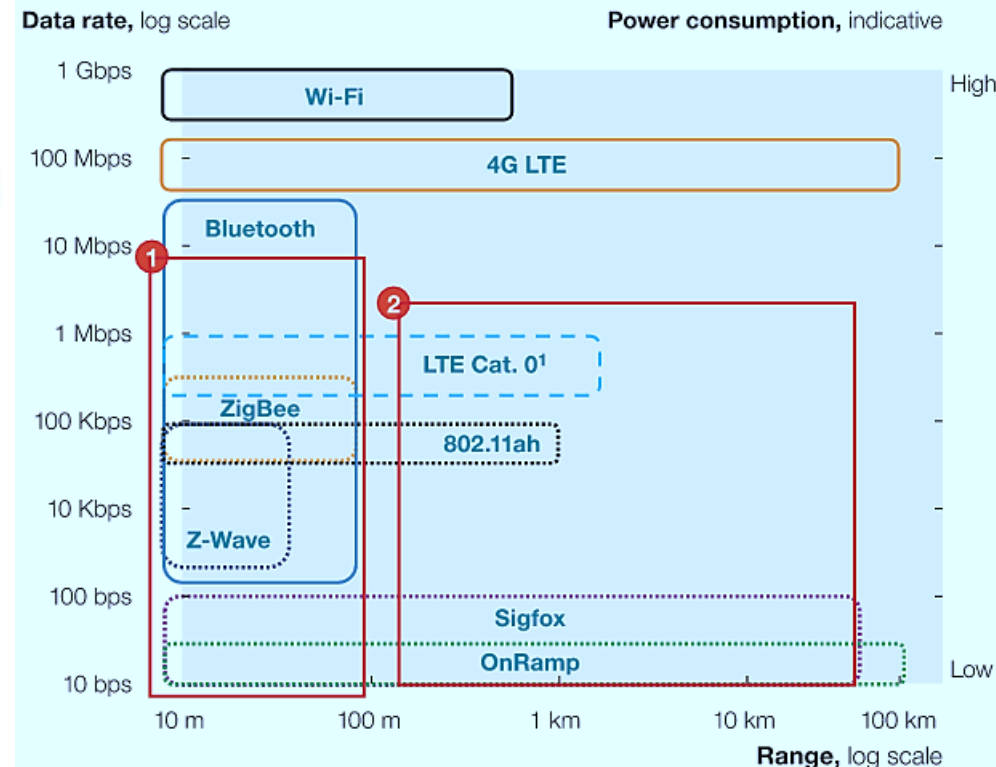 Data rate, log scale
Power consumption, indicative
1 Gbps
High
Wi-Fi
100 Mbps
4G LTE
Bluetooth
10 Mbps
1
2
1 Mbps
LTE Cat. 0¹
ZigBee
100 Kbps
802.11ah
10 Kbps
Z-Wave
100 bps
Sigfox
OnRamp
10 bps
Low
10 m
100 m
1 km
10 km
100 km
Range, log scale